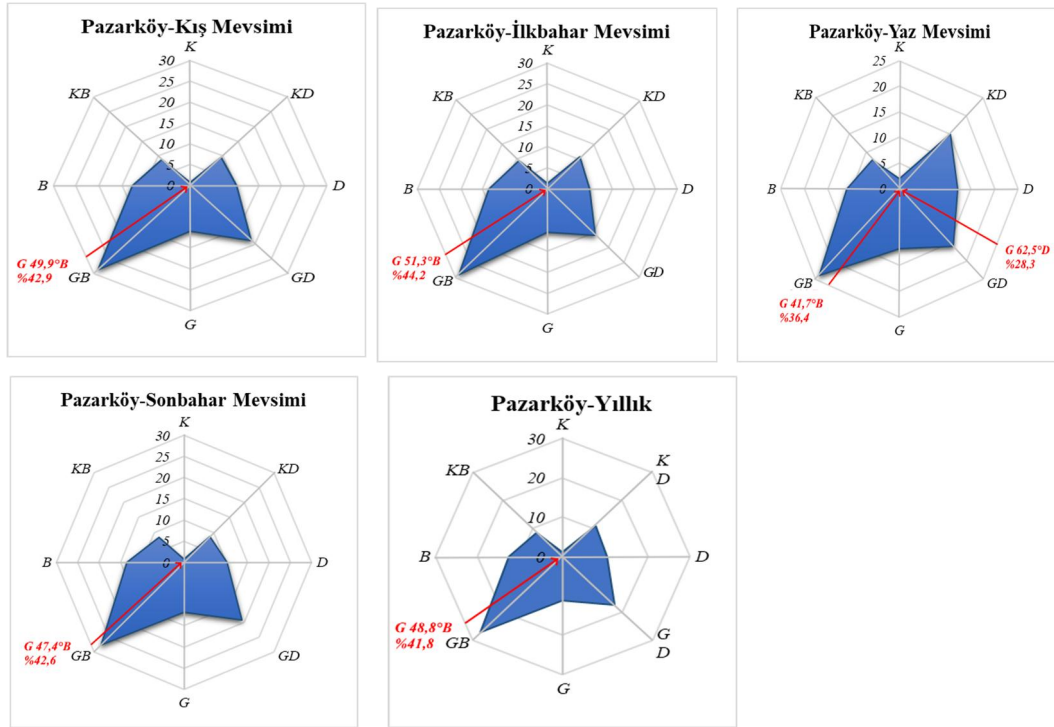 Pazarköy-Kış Mevsimi
K
30
25
20
15
10
5
0
KB
KD
B
D
G 49,9°B
%42,9
GB
GD
G
Pazarköy-İlkbahar Mevsimi
K
30
25
20
15
10
5
0
KB
KD
B
D
G 51,3°B
%44,2
GB
GD
G
Pazarköy-Yaz Mevsimi
K
25
20
15
10
5
0
KB
KD
B
D
G 62,5°D
%28,3
GB
GD
G 41,7°B
%36,4
G
Pazarköy-Sonbahar Mevsimi
K
30
25
20
15
10
5
0
KB
KD
B
D
G 47,4°B
%42,6
GB
GD
G
Pazarköy-Yıllık
K
30
20
10
0
KB
K
D
B
D
G 48,8°B
%41,8
GB
G
D
G